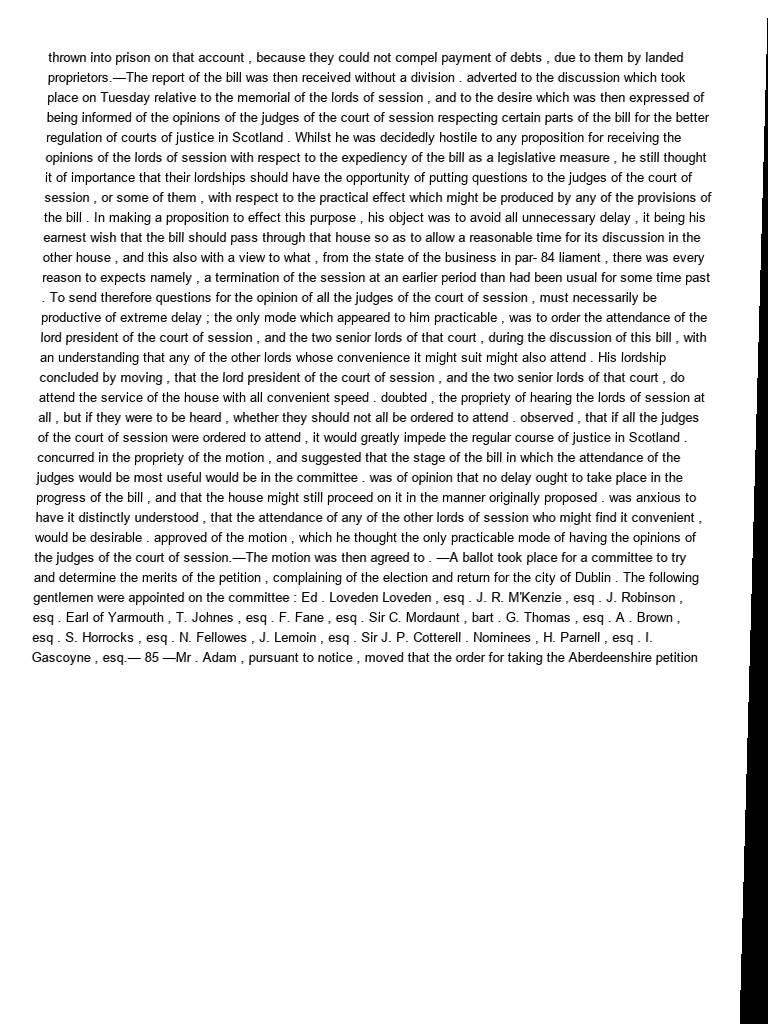 thrown into prison on that account , because they could not compel payment of debts , due to them by landed
proprietors.—The report of the bill was then received without a division . adverted to the discussion which took
place on Tuesday relative to the memorial of the lords of session , and to the desire which was then expressed of
being informed of the opinions of the judges of the court of session respecting certain parts of the bill for the better
regulation of courts of justice in Scotland . Whilst he was decidedly hostile to any proposition for receiving the
opinions of the lords of session with respect to the expediency of the bill as a legislative measure , he still thought
it of importance that their lordships should have the opportunity of putting questions to the judges of the court of
session , or some of them , with respect to the practical effect which might be produced by any of the provisions of
the bill . In making a proposition to effect this purpose , his object was to avoid all unnecessary delay , it being his
earnest wish that the bill should pass through that house so as to allow a reasonable time for its discussion in the
other house , and this also with a view to what , from the state of the business in par- 84 liament , there was every
reason to expects namely , a termination of the session at an earlier period than had been usual for some time past
. To send therefore questions for the opinion of all the judges of the court of session , must necessarily be
productive of extreme delay ; the only mode which appeared to him practicable , was to order the attendance of the
lord president of the court of session , and the two senior lords of that court , during the discussion of this bill , with
an understanding that any of the other lords whose convenience it might suit might also attend . His lordship
concluded by moving , that the lord president of the court of session , and the two senior lords of that court , do
attend the service of the house with all convenient speed . doubted , the propriety of hearing the lords of session at
all , but if they were to be heard , whether they should not all be ordered to attend . observed , that if all the judges
of the court of session were ordered to attend , it would greatly impede the regular course of justice in Scotland .
concurred in the propriety of the motion , and suggested that the stage of the bill in which the attendance of the
judges would be most useful would be in the committee . was of opinion that no delay ought to take place in the
progress of the bill , and that the house might still proceed on it in the manner originally proposed . was anxious to
have it distinctly understood , that the attendance of any of the other lords of session who might find it convenient ,
would be desirable . approved of the motion , which he thought the only practicable mode of having the opinions of
the judges of the court of session.—The motion was then agreed to . —A ballot took place for a committee to try
and determine the merits of the petition , complaining of the election and return for the city of Dublin . The following
gentlemen were appointed on the committee : Ed . Loveden Loveden , esq . J. R. M'Kenzie , esq . J. Robinson ,
esq . Earl of Yarmouth , T. Johnes , esq . F. Fane , esq . Sir C. Mordaunt , bart . G. Thomas , esq . A . Brown ,
esq . S. Horrocks , esq . N. Fellowes , J. Lemoin , esq . Sir J. P. Cotterell . Nominees , H. Parnell , esq . I.
Gascoyne , esq.— 85 —Mr . Adam , pursuant to notice , moved that the order for taking the Aberdeenshire petition